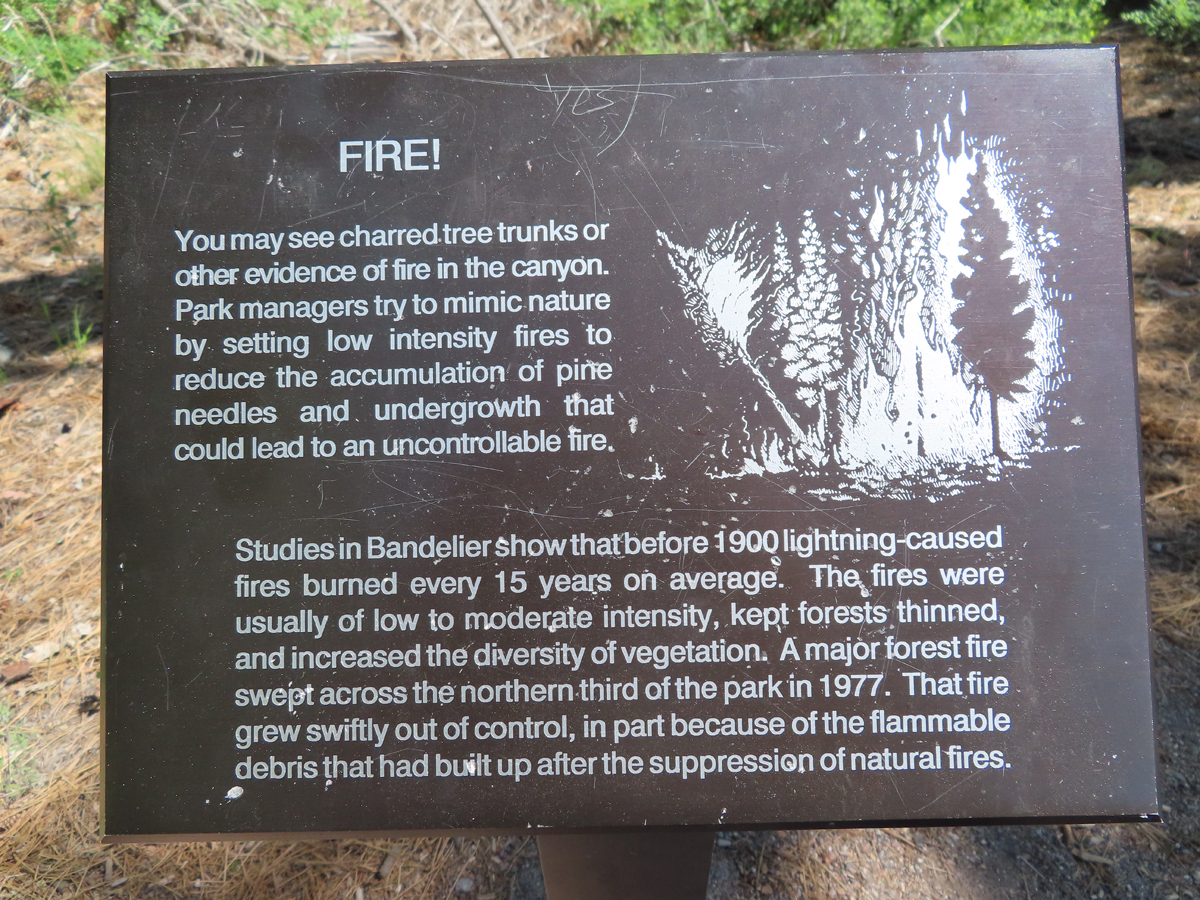 yes
FIRE!
You may see charred tree trunks or
other evidence of fire in the canyon.
Park managers try to mimic nature
by setting low intensity fires to
reduce the accumulation of pine
needles and undergrowth that
could lead to an uncontrollable fire.
Studies in Bandelier show that before 1900 lightning-caused
fires burned every 15 years on average. The fires were
usually of low to moderate intensity, kept forests thinned,
and increased the diversity of vegetation. A major forest fire
swept across the northern third of the park in 1977. That fire
grew swiftly out of control, in part because of the flammable
debris that had built up after the suppression of natural fires.